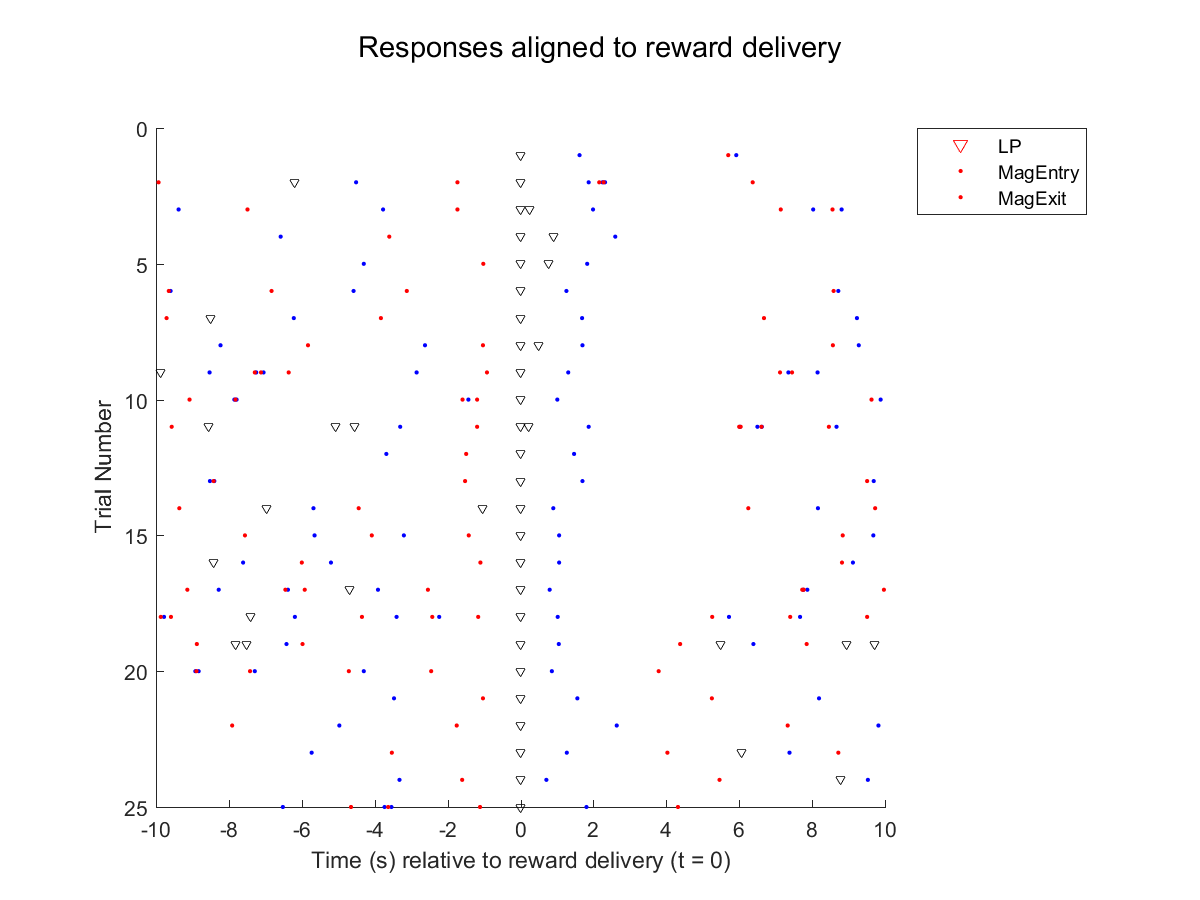 Responses aligned to reward delivery
LP
MagEntry
MagExit
0
5
10
15
20
25
Trial Number
-10 -8 -6 -4 -2 0 2 4 6 8 10
Time (s) relative to reward delivery (t = 0)